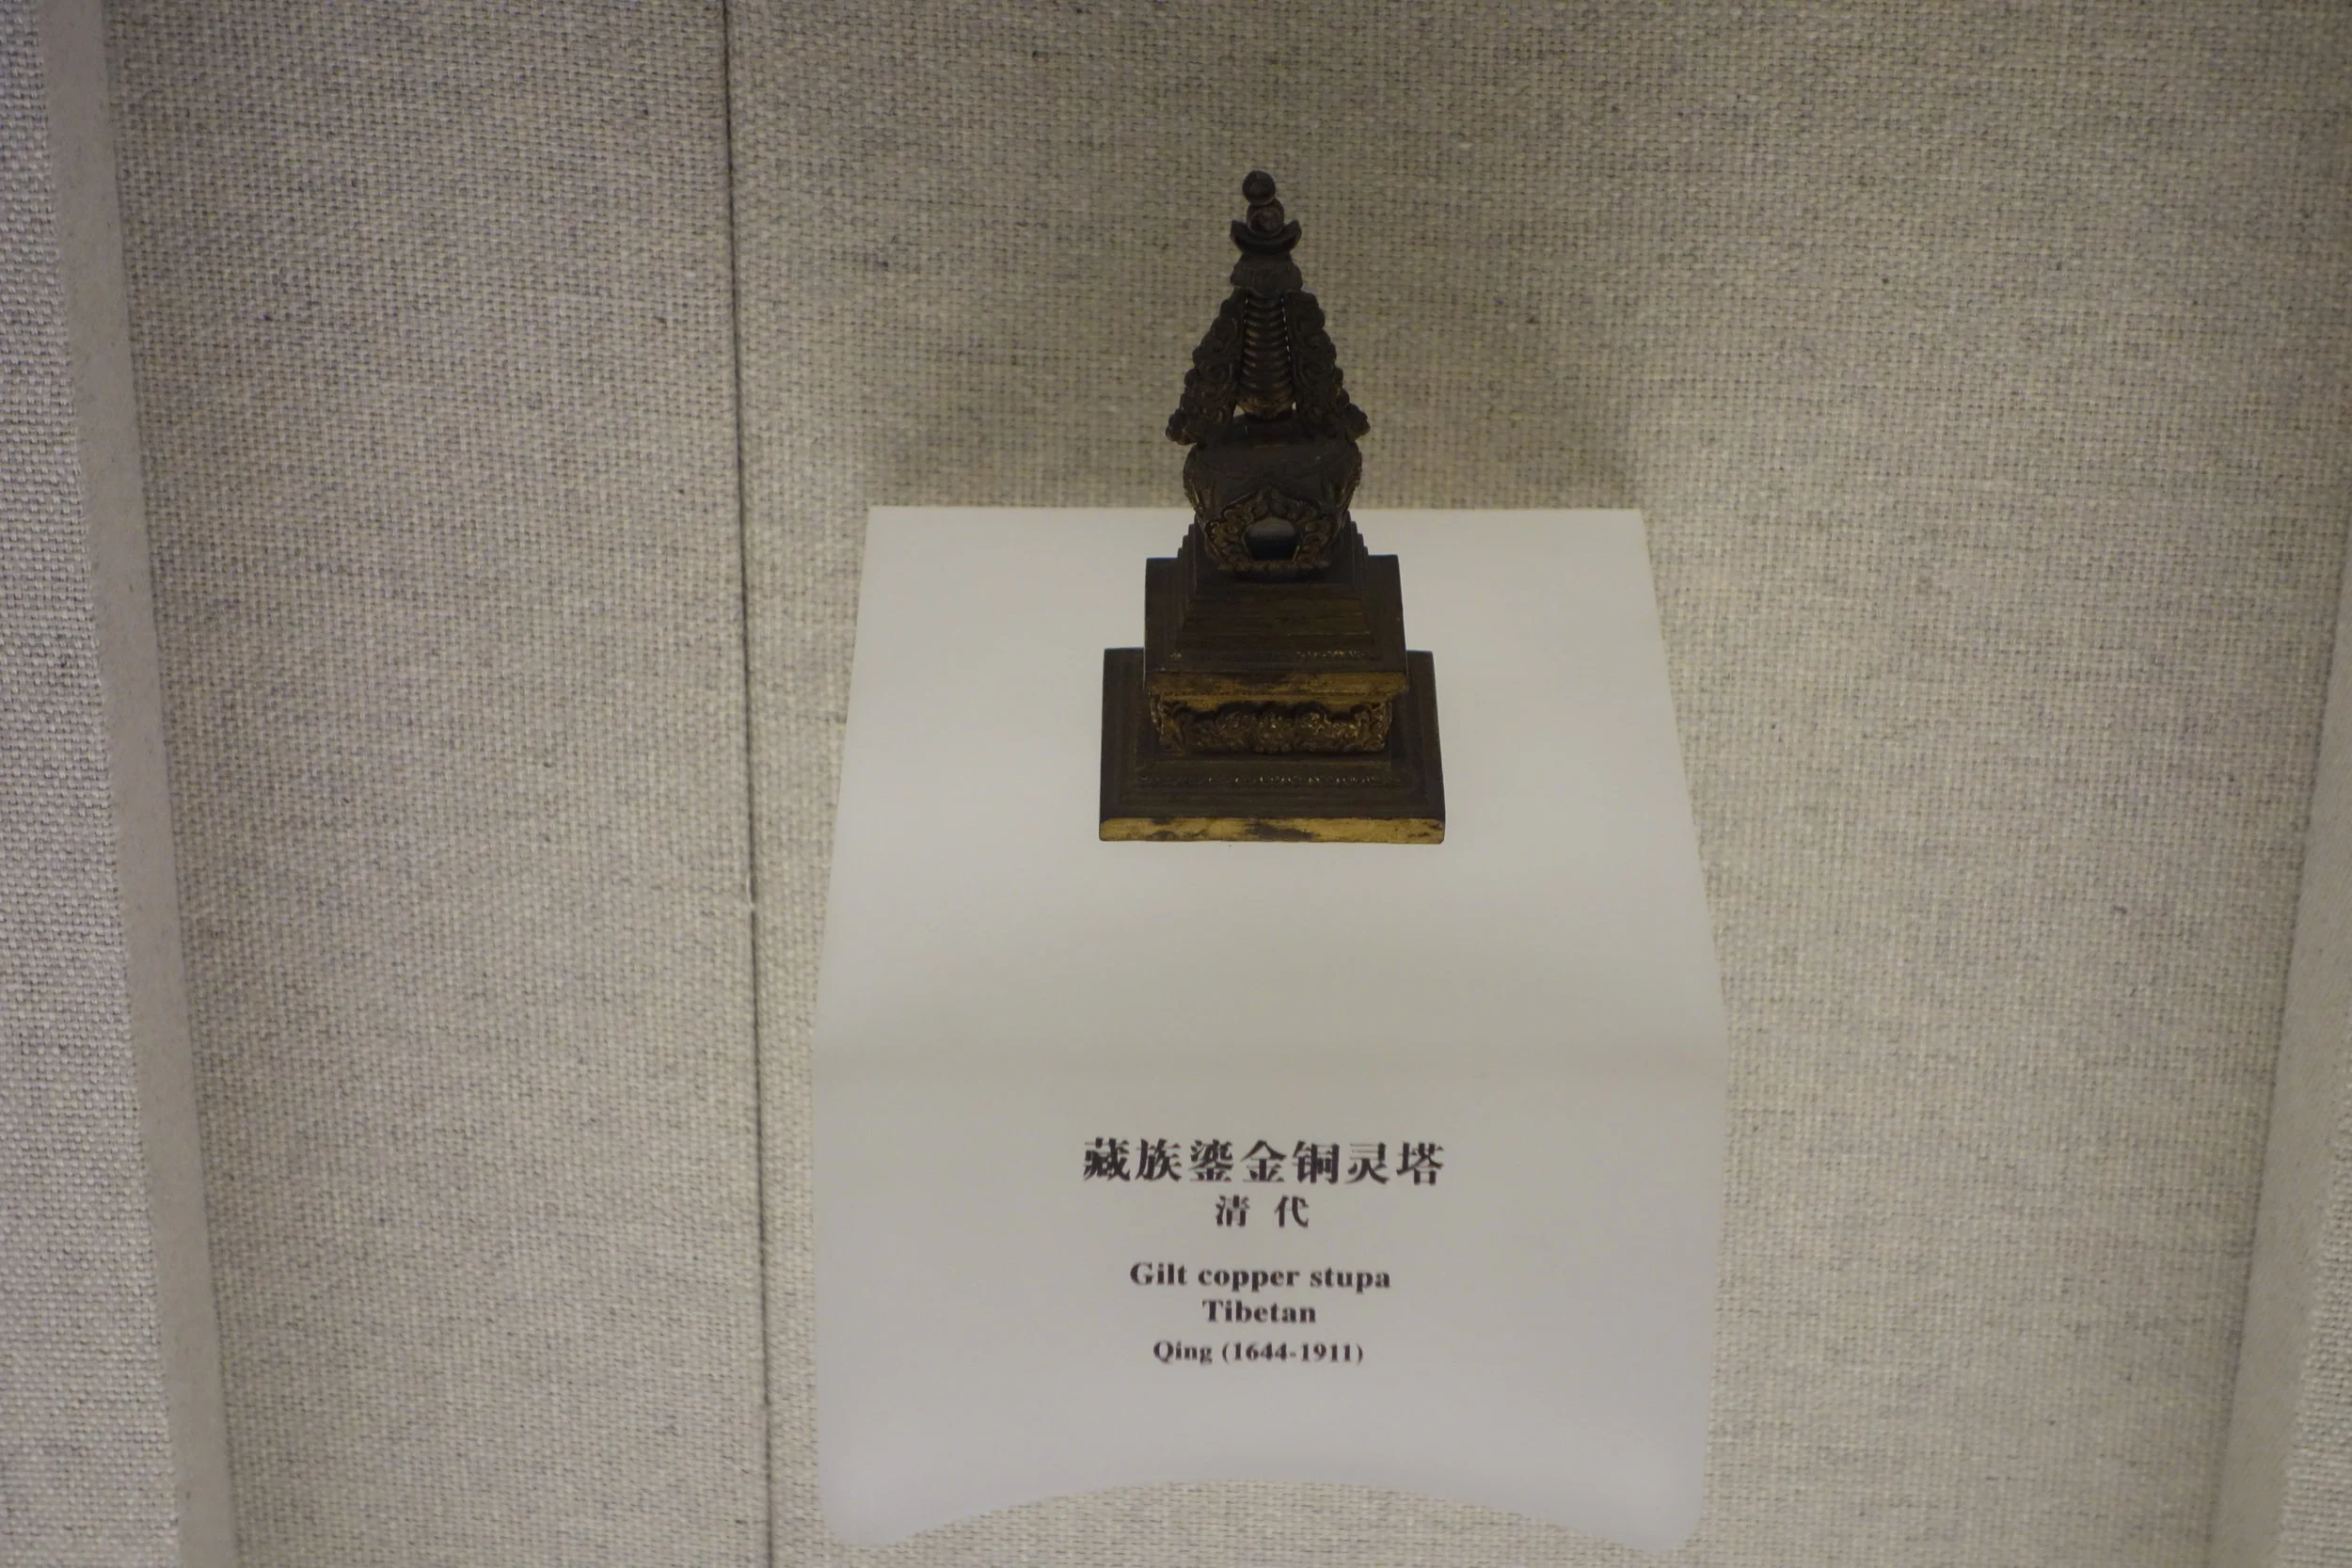 藏族鎏金铜灵塔
清 代
Gilt copper stupa
Tibetan
Qing (1644-1911)